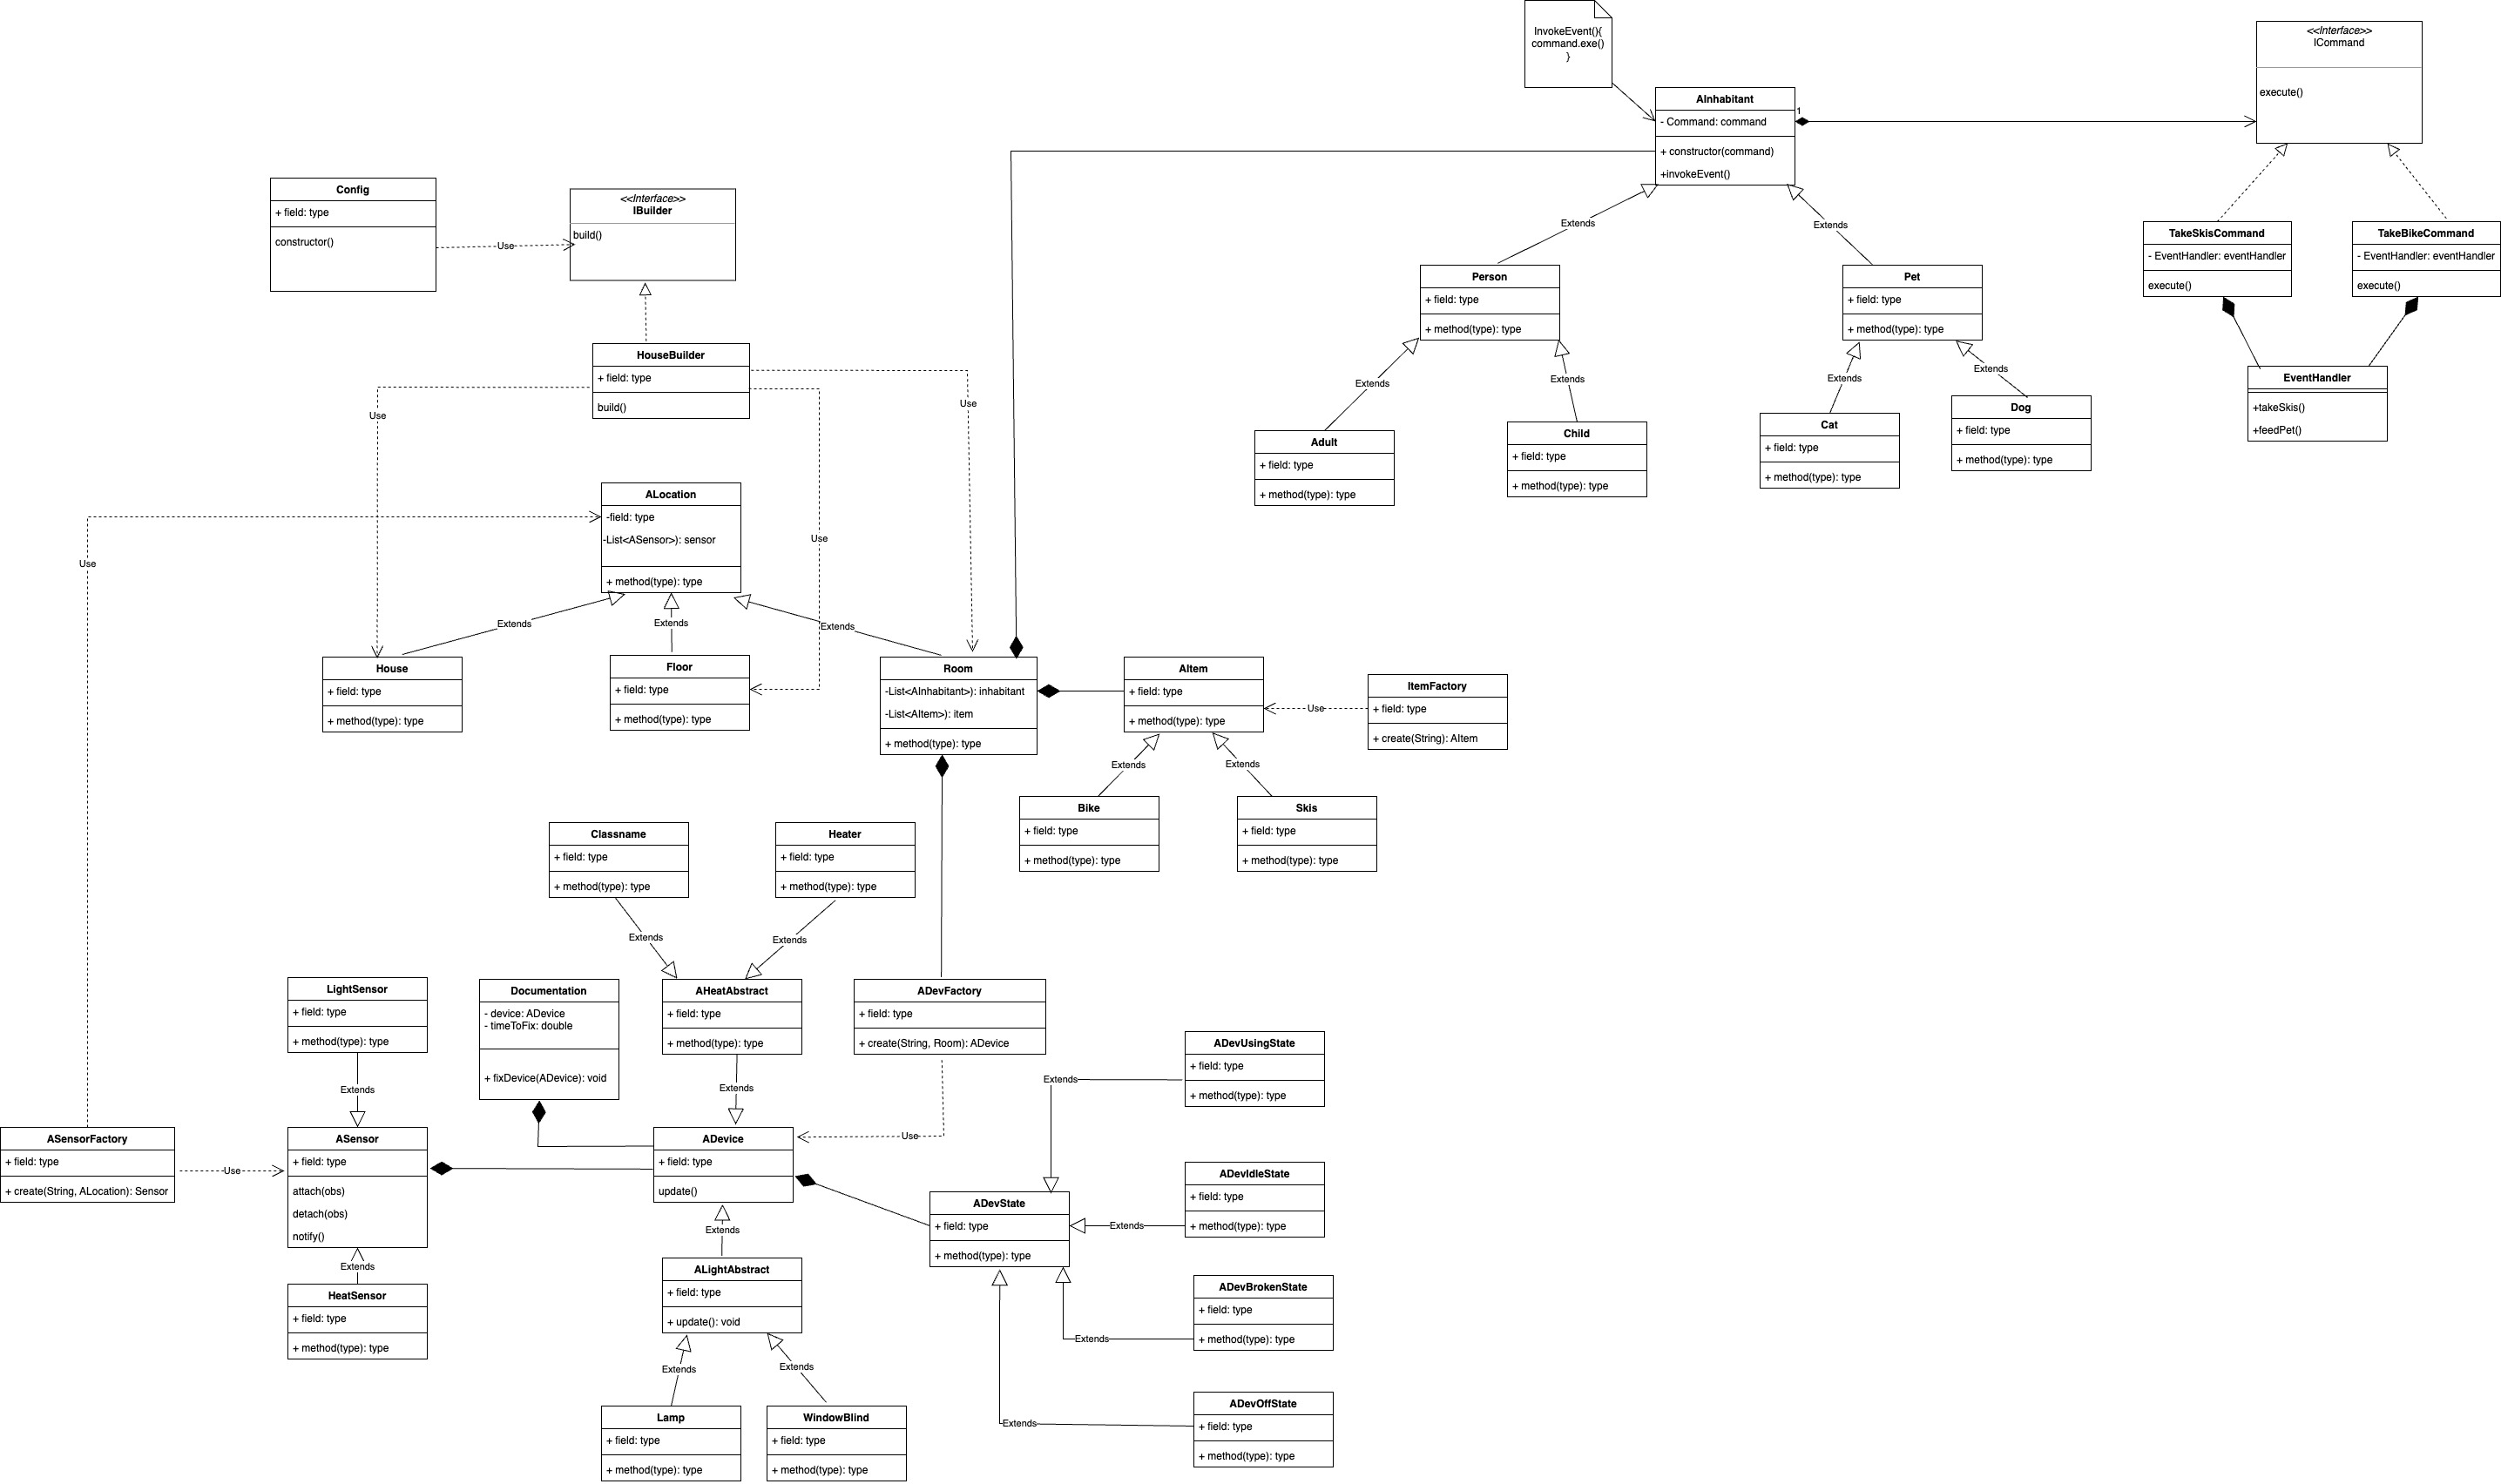 InvokeEvent(){
command.exe()
}
<<Interface>>
ICommand
execute()
AInhabitant
- Command: command
+ constructor(command)
+invokeEvent()
1
Config
+ field: type
constructor()
Use
<<Interface>>
IBuilder
build()
Extends
Extends
TakeSkisCommand
- EventHandler: eventHandler
execute()
TakeBikeCommand
- EventHandler: eventHandler
execute()
Person
+ field: type
+ method(type): type
Pet
+ field: type
+ method(type): type
HouseBuilder
+ field: type
build()
Use
Use
Use
Extends
Extends
Extends
Extends
EventHandler
+takeSkis()
+feedPet()
Adult
+ field: type
+ method(type): type
Child
+ field: type
+ method(type): type
Cat
+ field: type
+ method(type): type
Dog
+ field: type
+ method(type): type
ALocation
-field: type
-List<ASensor>): sensor
+ method(type): type
Use
Extends
Extends
Extends
House
+ field: type
+ method(type): type
Floor
+ field: type
+ method(type): type
Room
-List<AInhabitant>): inhabitant
-List<AItem>): item
+ method(type): type
AItem
+ field: type
+ method(type): type
Use
ItemFactory
+ field: type
+ create(String): AItem
Extends
Extends
Bike
+ field: type
+ method(type): type
Skis
+ field: type
+ method(type): type
Classname
+ field: type
+ method(type): type
Heater
+ field: type
+ method(type): type
Extends
Extends
LightSensor
+ field: type
+ method(type): type
Documentation
- device: ADevice
- timeToFix: double
+ fixDevice(ADevice): void
AHeatAbstract
+ field: type
+ method(type): type
ADevFactory
+ field: type
+ create(String, Room): ADevice
ADevUsingState
+ field: type
+ method(type): type
Extends
Extends
Extends
Use
ASensorFactory
+ field: type
+ create(String, ALocation): Sensor
Use
ASensor
+ field: type
attach(obs)
detach(obs)
notify()
ADevice
+ field: type
update()
ADevIdleState
+ field: type
+ method(type): type
ADevState
+ field: type
+ method(type): type
Extends
Extends
Extends
HeatSensor
+ field: type
+ method(type): type
ALightAbstract
+ field: type
+ update(): void
ADevBrokenState
+ field: type
+ method(type): type
Extends
Extends
Extends
Lamp
+ field: type
+ method(type): type
WindowBlind
+ field: type
+ method(type): type
Extends
ADevOffState
+ field: type
+ method(type): type